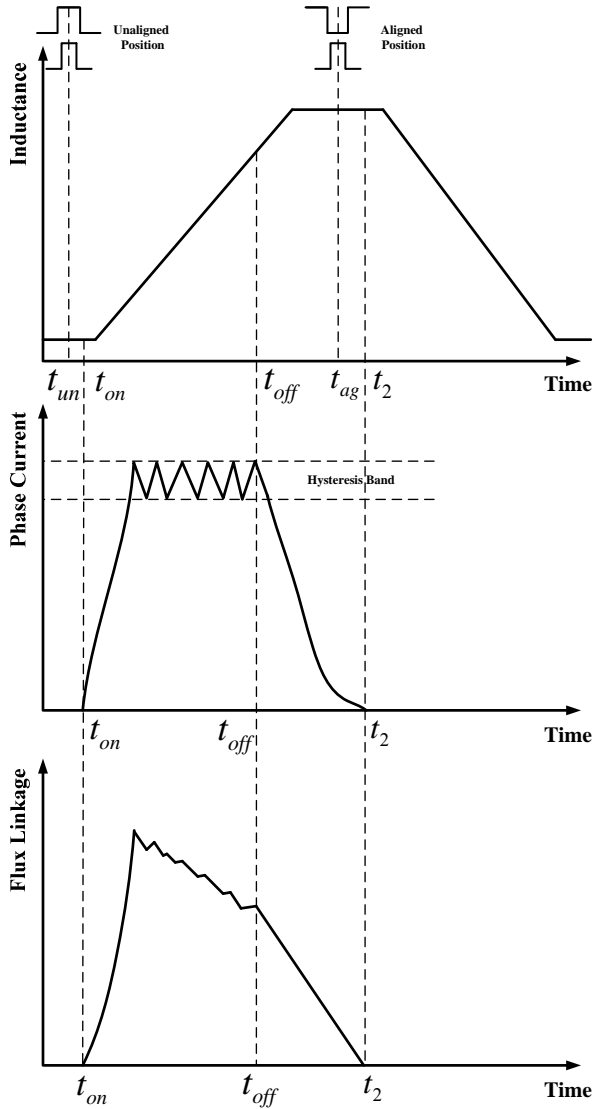 Unaligned
Position
Aligned
Position
Inductance
t_un t_on t_off t_ag t_2 Time
Phase Current
Hysteresis Band
t_on t_off t_2 Time
Flux Linkage
t_on t_off t_2 Time